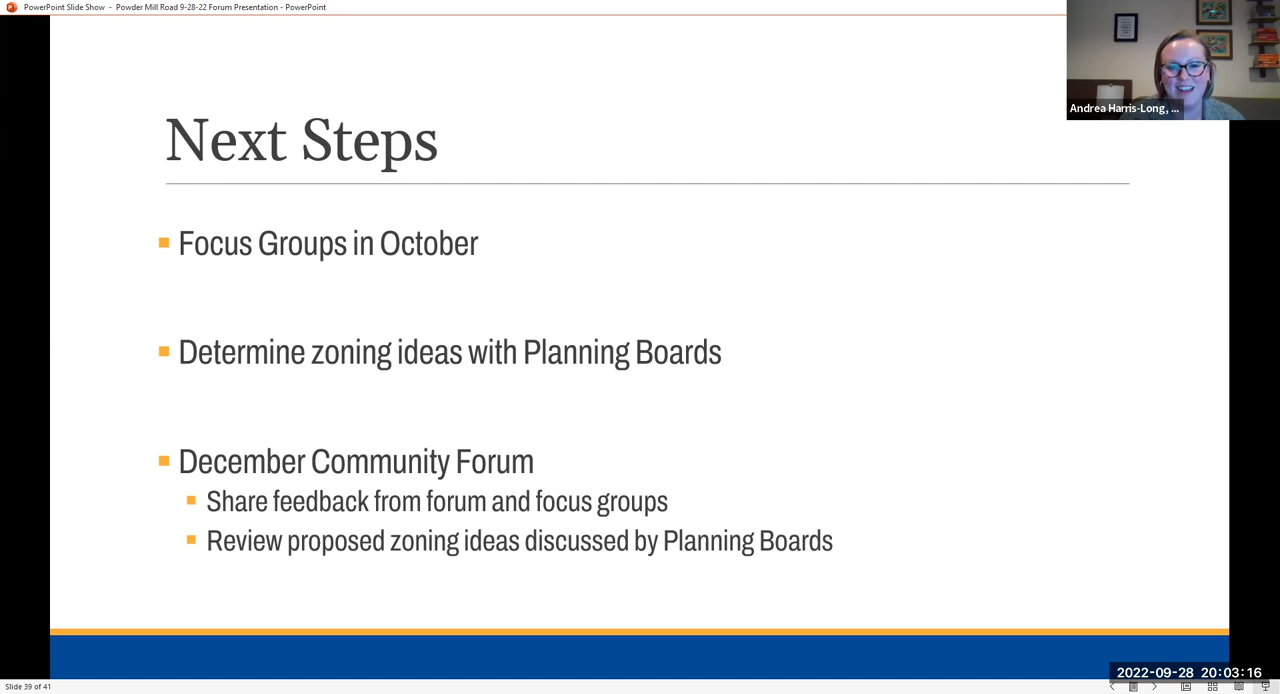 PowerPoint Slide Show - Powder Mill Road 9-28-22 Forum Presentation - PowerPoint
Andrea Harris-Long, ...
Next Steps
Focus Groups in October
Determine zoning ideas with Planning Boards
December Community Forum
Share feedback from forum and focus groups
Review proposed zoning ideas discussed by Planning Boards
2022-09-28 20:03:16
Slide 39 of 41